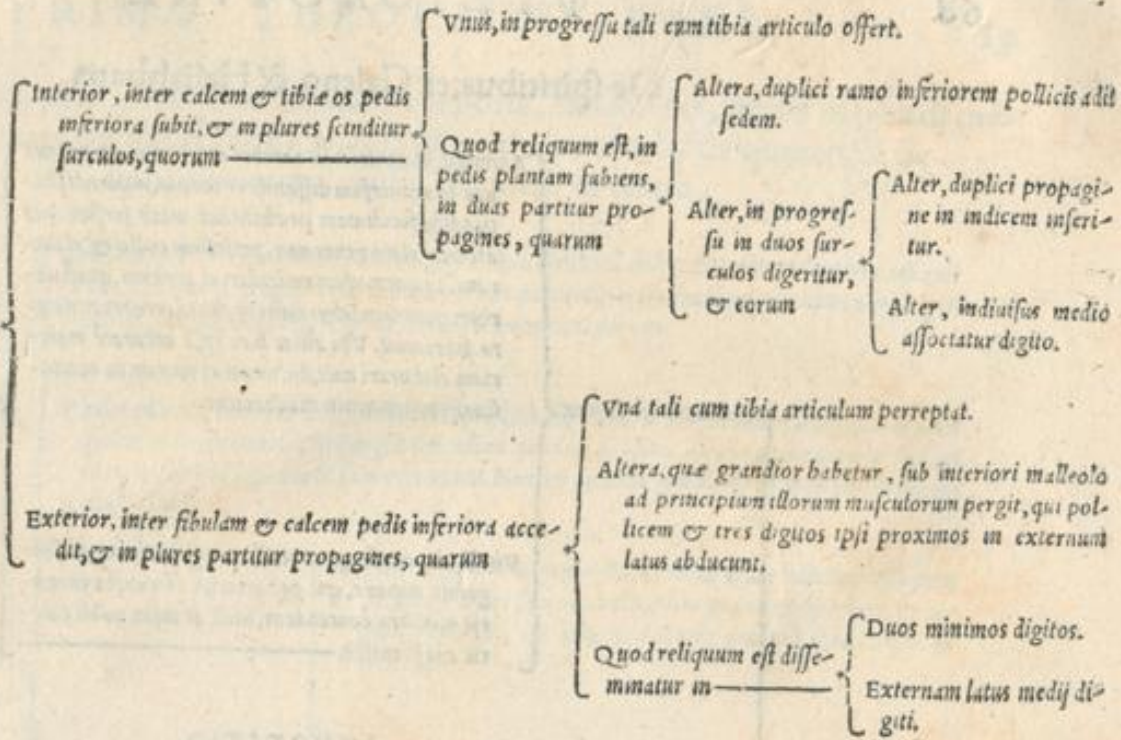 Vnus, in progreſſu tali cum tibia articulo offert.
Interior, inter calcem & tibiæ os pedis
inferiora ſubit, & in plures ſcinditur
ſurculos, quorum
Quod reliquum eſt, in
pedis plantam ſubiens,
in duas partitur pro-
pagines, quarum
Altera, duplici ramo inferiorem pollicis adit
ſedem.
Alter, in progreſ-
ſu in duos ſur-
culos digeritur,
& eorum
Alter, duplici propagi-
ne in indicem inſeri-
tur.
Alter, indiuiſus medio
aſſociatur digito.
Exterior, inter fibulam & calcem pedis inferiora acce-
dit, & in plures partitur propagines, quarum
Vna tali cum tibia articulum perreptat.
Altera, quæ grandior habetur, ſub interiori malleolo
ad principium illorum muſculorum pergit, qui pol-
licem & tres digitos ipſi proximos in externum
latus abducunt.
Quod reliquum eſt diſſe-
minatur in
Duos minimos digitos.
Externam latus medij di-
giti.